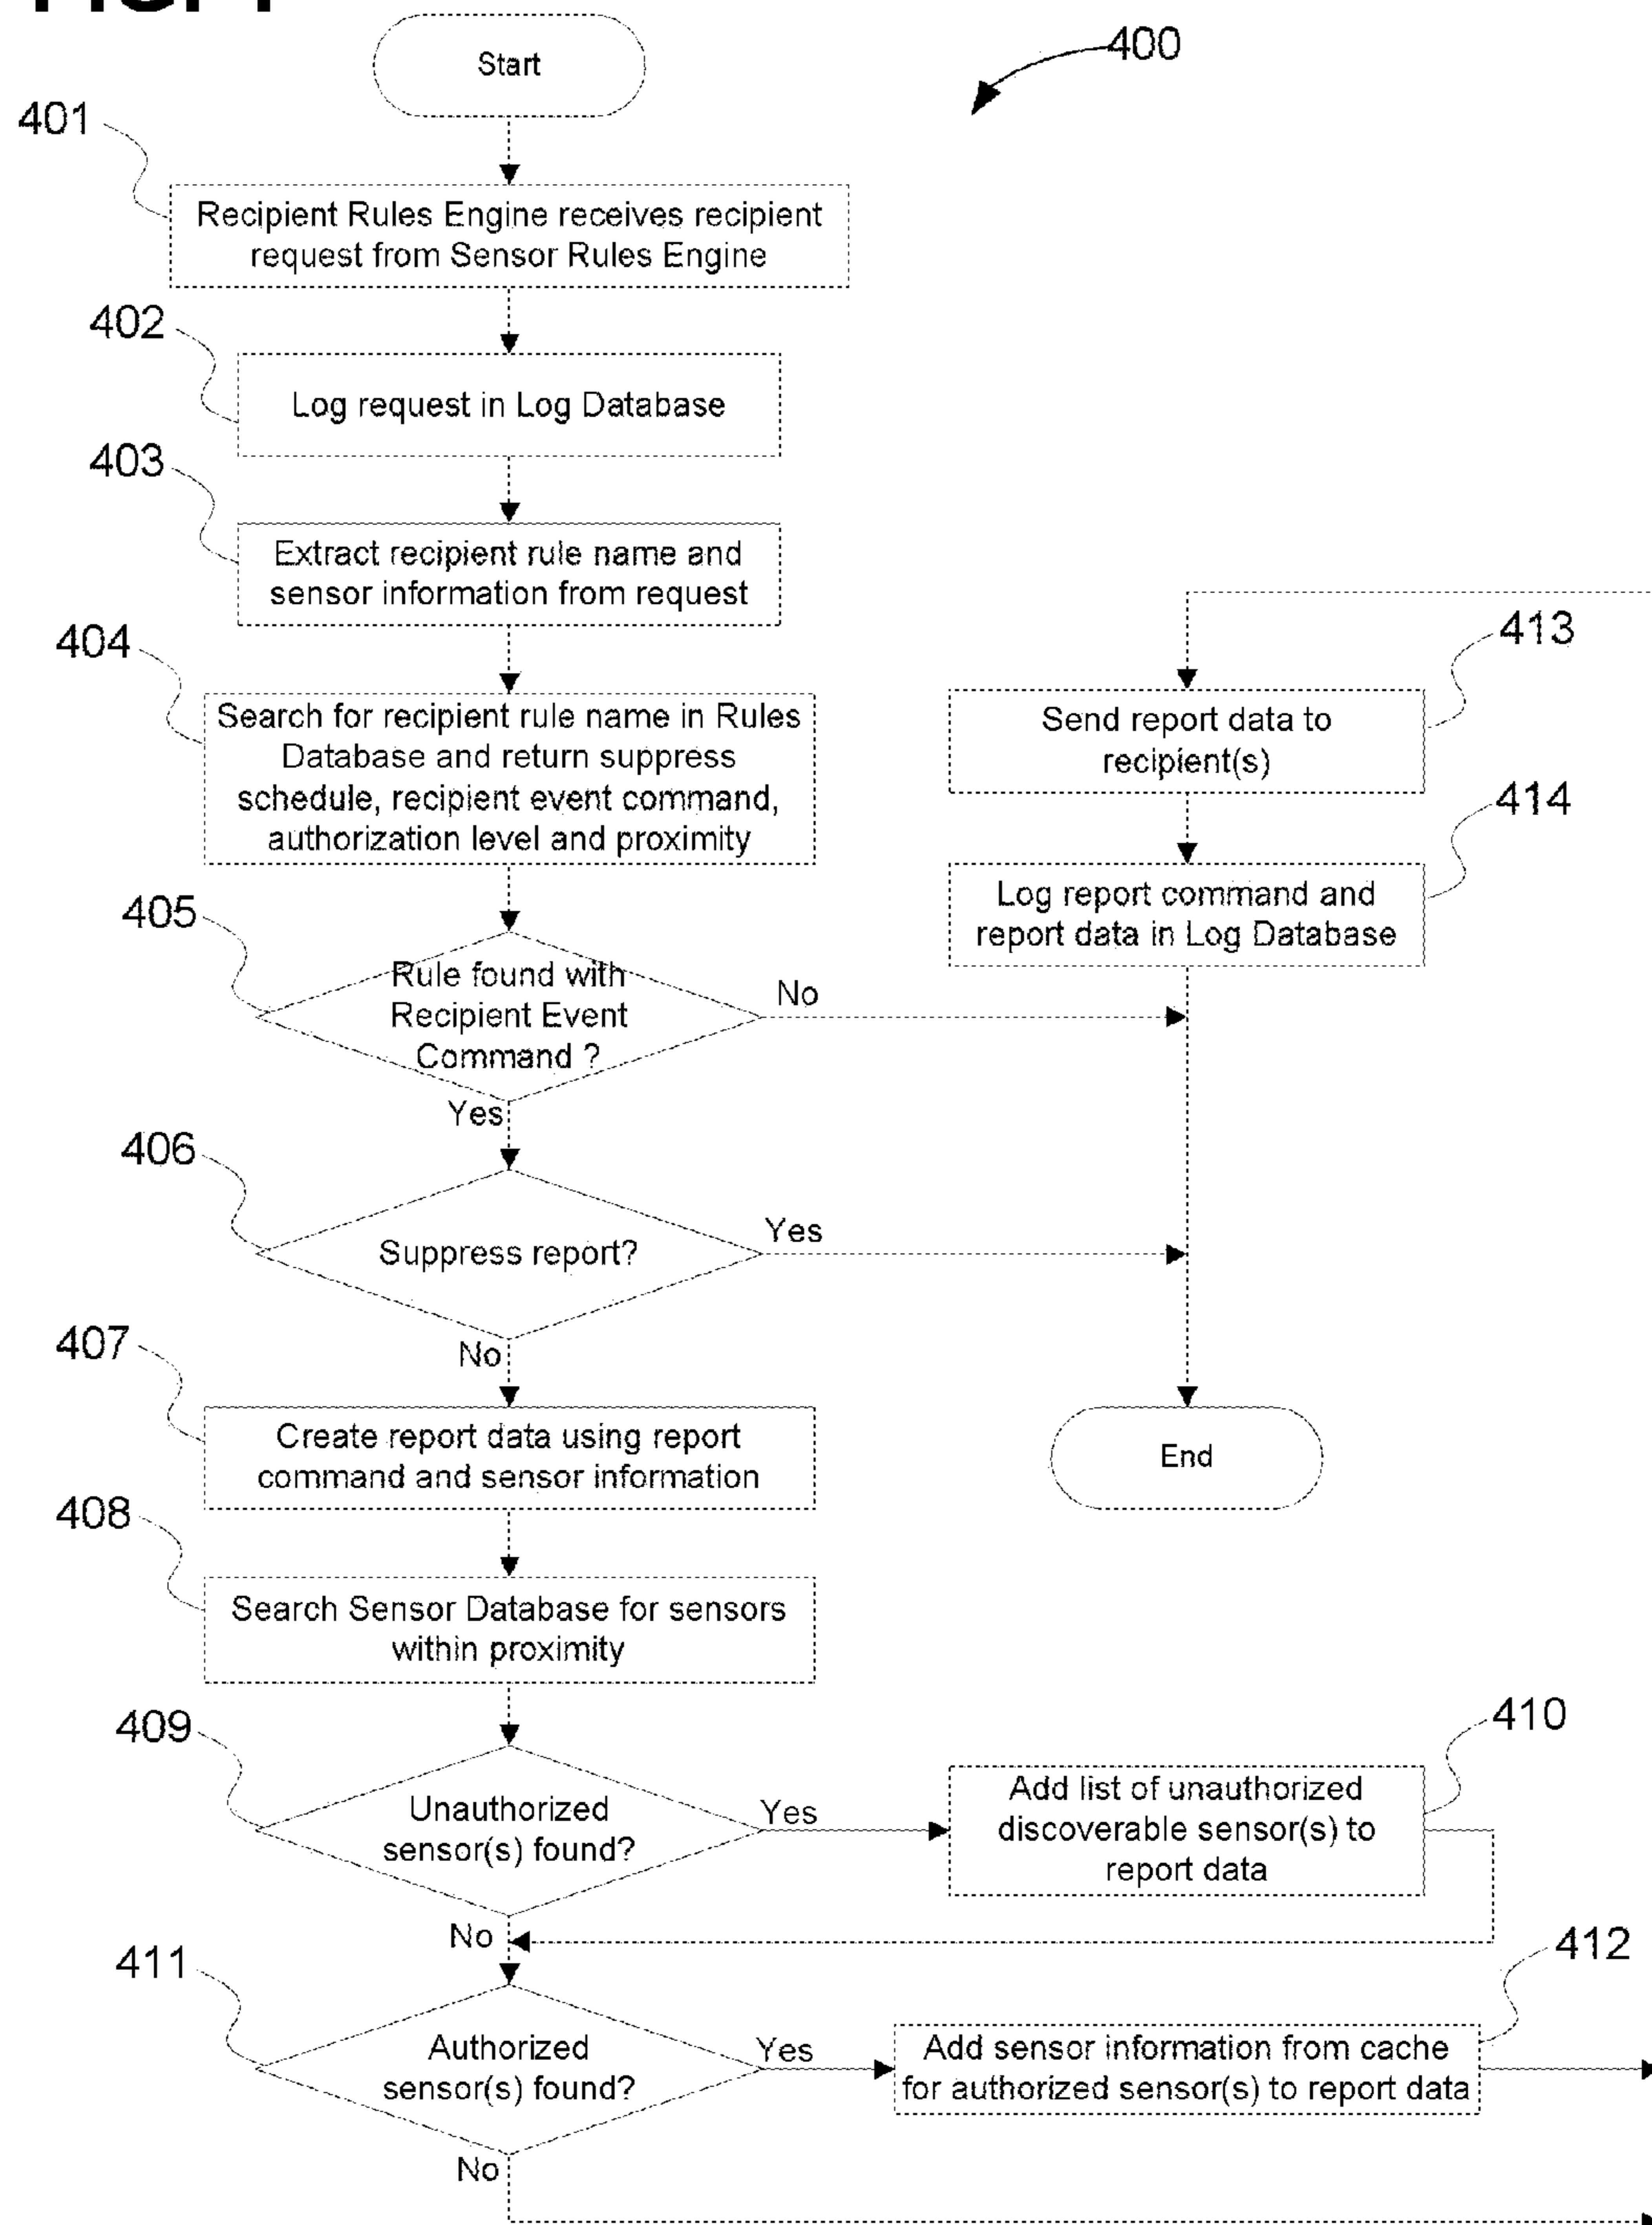 400
Start
401
Recipient Rules Engine receives recipient
request from Sensor Rules Engine
402
Log request in Log Database
403
Extract recipient rule name and
sensor information from request
404
Search for recipient rule name in Rules
Database and return suppress
schedule, recipient event command,
authorization level and proximity
405
Rule found with
Recipient Event
Command ?
No
Yes
406
Suppress report?
Yes
No
407
Create report data using report
command and sensor information
408
Search Sensor Database for sensors
within proximity
409
Unauthorized
sensor(s) found?
Yes
No
410
Add list of unauthorized
discoverable sensor(s) to
report data
411
Authorized
sensor(s) found?
Yes
No
412
Add sensor information from cache
for authorized sensor(s) to report data
413
Send report data to
recipient(s)
414
Log report command and
report data in Log Database
End